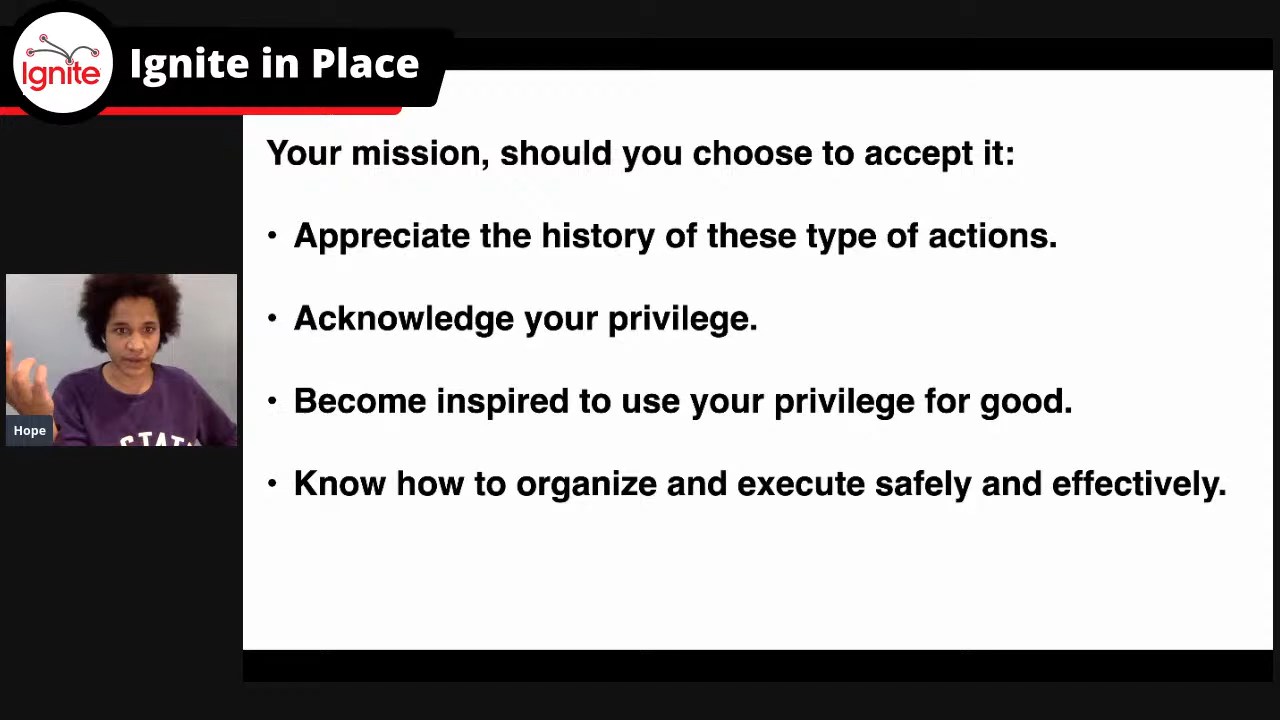 Ignite
Ignite in Place
Your mission, should you choose to accept it:
• Appreciate the history of these type of actions.
• Acknowledge your privilege.
• Become inspired to use your privilege for good.
• Know how to organize and execute safely and effectively.
Hope
STATE